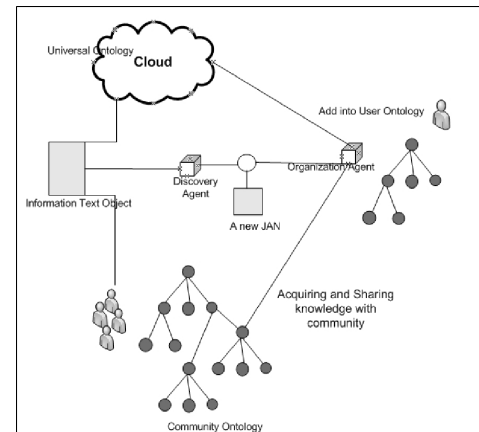 Universal Ontology
Cloud
Add into User Ontology
Discovery
Agent
Organization Agent
Information Text Object
A new JAN
Acquiring and Sharing
knowledge with
community
Community Ontology